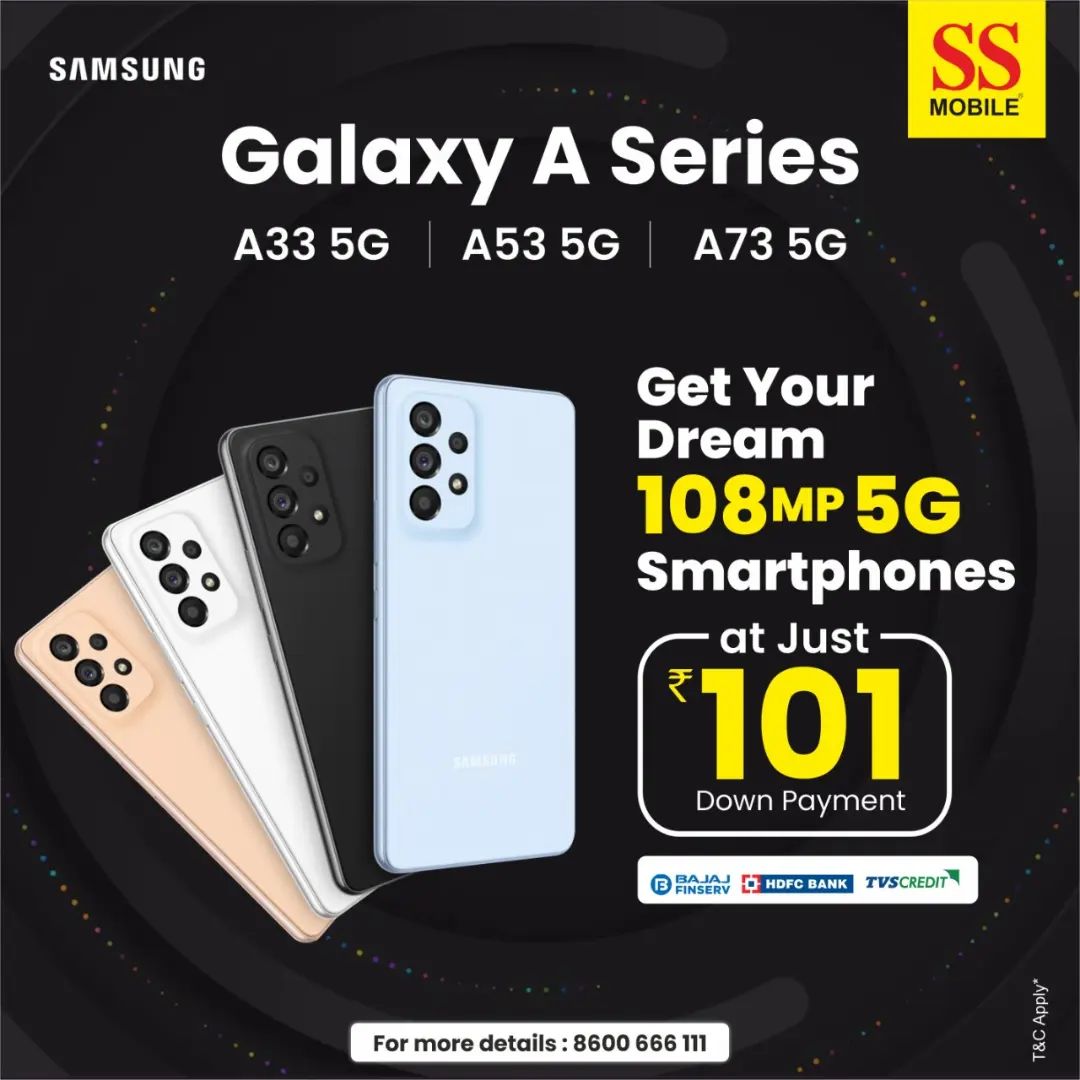 SAMSUNG
SS
MOBILE®
Galaxy A Series
A33 5G | A53 5G | A73 5G
Get Your
Dream
108MP 5G
Smartphones
at Just
₹101
Down Payment
SAMSUNG
BAJAJ
FINSERV
HDFC BANK
TVS CREDIT
For more details : 8600 666 111
T&C Apply*